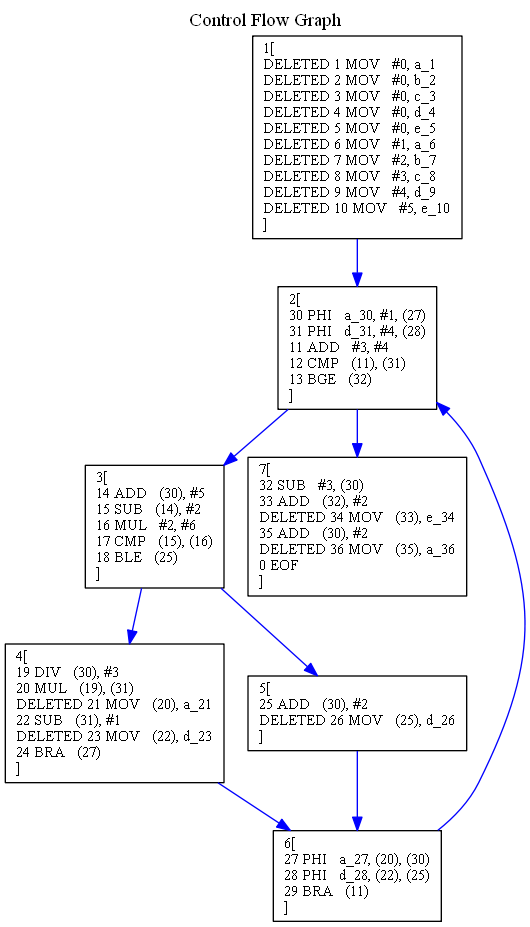 Control Flow Graph
1[
DELETED 1 MOV #0, a_1
DELETED 2 MOV #0, b_2
DELETED 3 MOV #0, c_3
DELETED 4 MOV #0, d_4
DELETED 5 MOV #0, e_5
DELETED 6 MOV #1, a_6
DELETED 7 MOV #2, b_7
DELETED 8 MOV #3, c_8
DELETED 9 MOV #4, d_9
DELETED 10 MOV #5, e_10
]
2[
30 PHI a_30, #1, (27)
31 PHI d_31, #4, (28)
11 ADD #3, #4
12 CMP (11), (31)
13 BGE (32)
]
3[
14 ADD (30), #5
15 SUB (14), #2
16 MUL #2, #6
17 CMP (15), (16)
18 BLE (25)
]
7[
32 SUB #3, (30)
33 ADD (32), #2
DELETED 34 MOV (33), e_34
35 ADD (30), #2
DELETED 36 MOV (35), a_36
0 EOF
]
4[
19 DIV (30), #3
20 MUL (19), (31)
DELETED 21 MOV (20), a_21
22 SUB (31), #1
DELETED 23 MOV (22), d_23
24 BRA (27)
]
5[
25 ADD (30), #2
DELETED 26 MOV (25), d_26
]
6[
27 PHI a_27, (20), (30)
28 PHI d_28, (22), (25)
29 BRA (11)
]